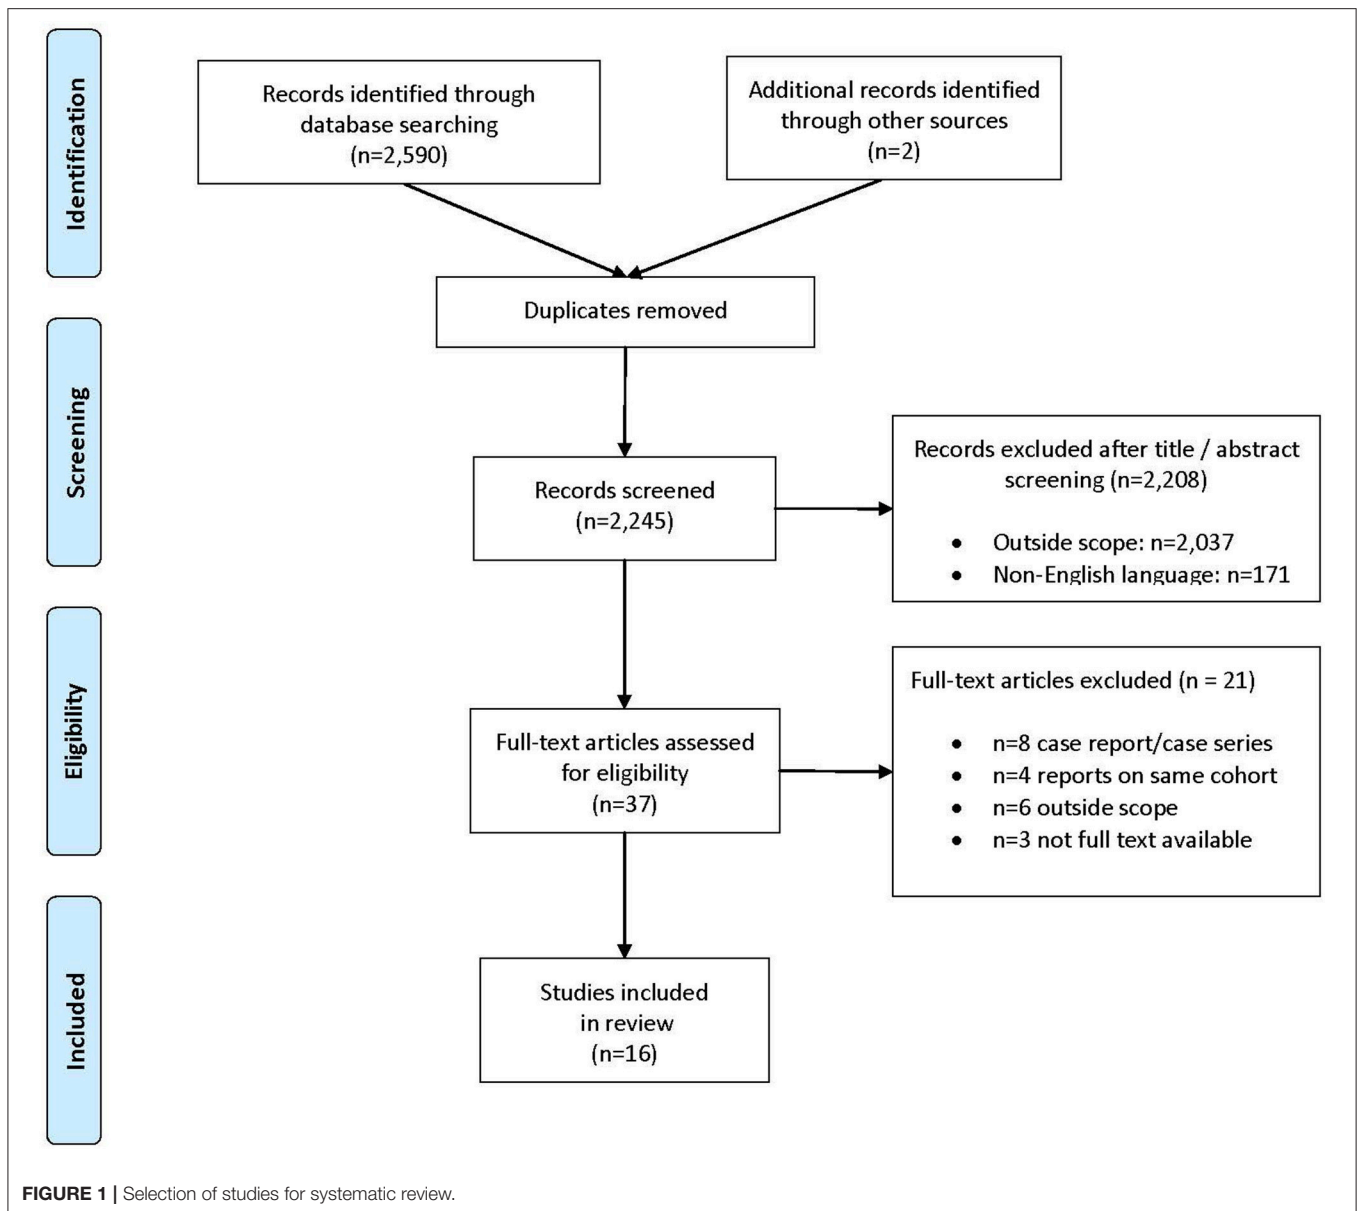 Identification
Records identified through
database searching
(n=2,590)
Additional records identified
through other sources
(n=2)
Duplicates removed
Screening
Records screened
(n=2,245)
Records excluded after title / abstract
screening (n=2,208)
• Outside scope: n=2,037
• Non-English language: n=171
Eligibility
Full-text articles assessed
for eligibility
(n=37)
Full-text articles excluded (n = 21)
• n=8 case report/case series
• n=4 reports on same cohort
• n=6 outside scope
• n=3 not full text available
Included
Studies included
in review
(n=16)
FIGURE 1 | Selection of studies for systematic review.